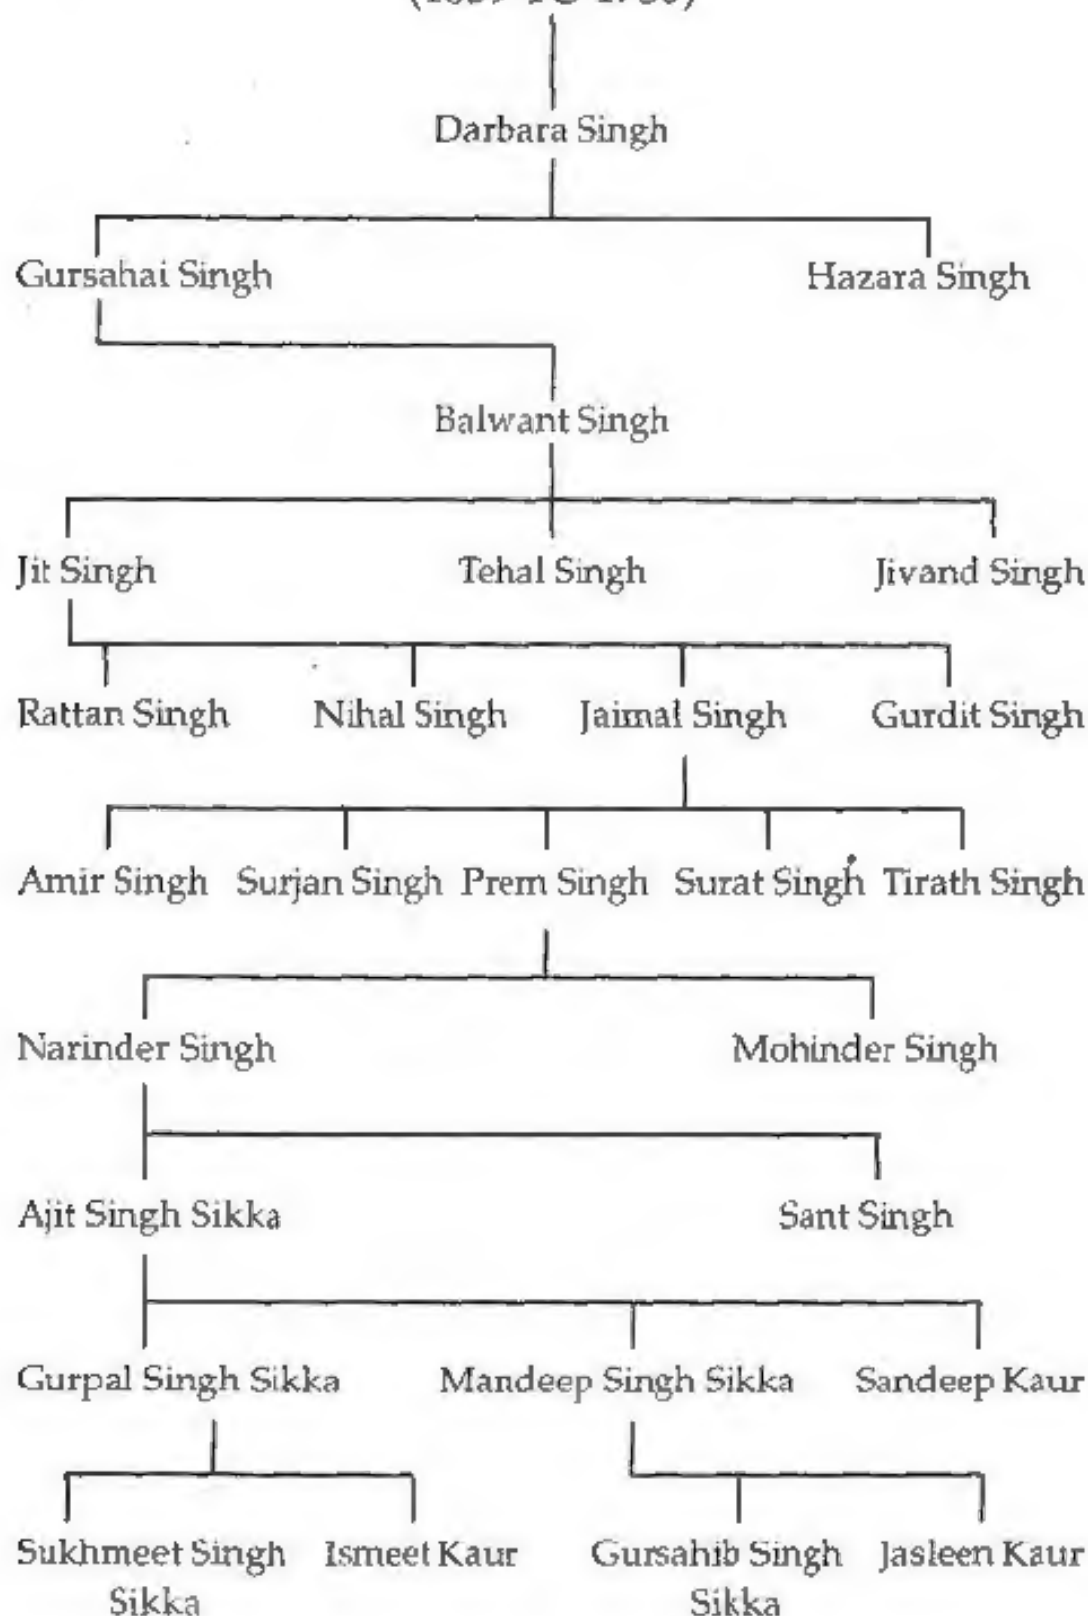 Darbara Singh
Gursahai Singh Hazara Singh
Balwant Singh
Jit Singh Tehal Singh Jivand Singh
Rattan Singh Nihal Singh Jaimal Singh Gurdit Singh
Amir Singh Surjan Singh Prem Singh Surat Singh Tirath Singh
Narinder Singh Mohinder Singh
Ajit Singh Sikka Sant Singh
Gurpal Singh Sikka Mandeep Singh Sikka Sandeep Kaur
Sukhmeet Singh Ismeet Kaur Gursahib Singh Jasleen Kaur
Sikka Sikka